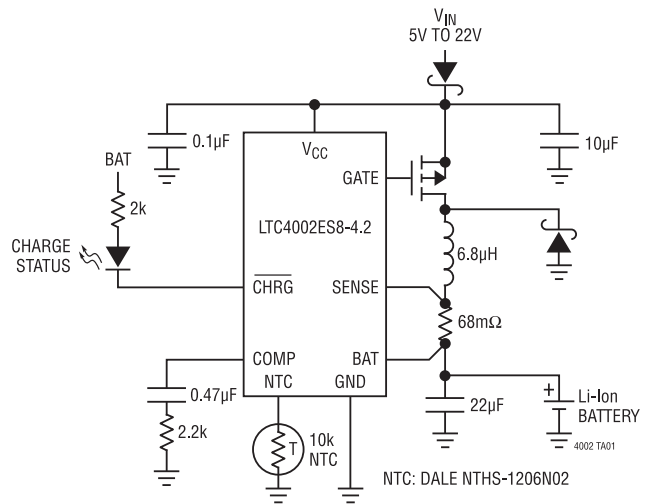 VIN
5V TO 22V
0.1µF
VCC
10µF
BAT
GATE
2k
LTC4002ES8-4.2
CHARGE
STATUS
6.8µH
CHRG
SENSE
68mΩ
COMP
BAT
NTC
GND
0.47µF
22µF
+
Li-Ion
BATTERY
2.2k
T
10k
NTC
4002 TA01
NTC: DALE NTHS-1206N02